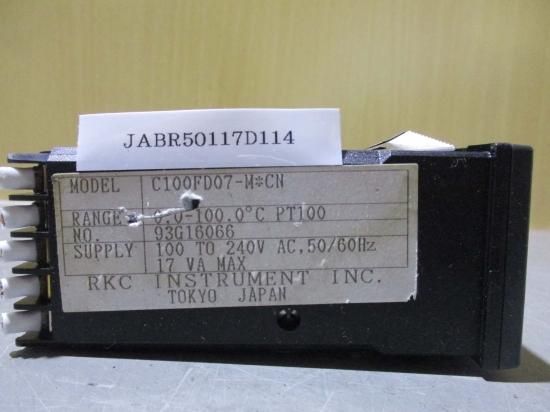 JABR50117D114
MODEL C100FD07-M*CN
RANGE 0.0-100.0°C PT100
NO. 93G16066
SUPPLY 100 TO 240V AC,50/60Hz
17 VA MAX
RKC INSTRUMENT INC.
TOKYO JAPAN